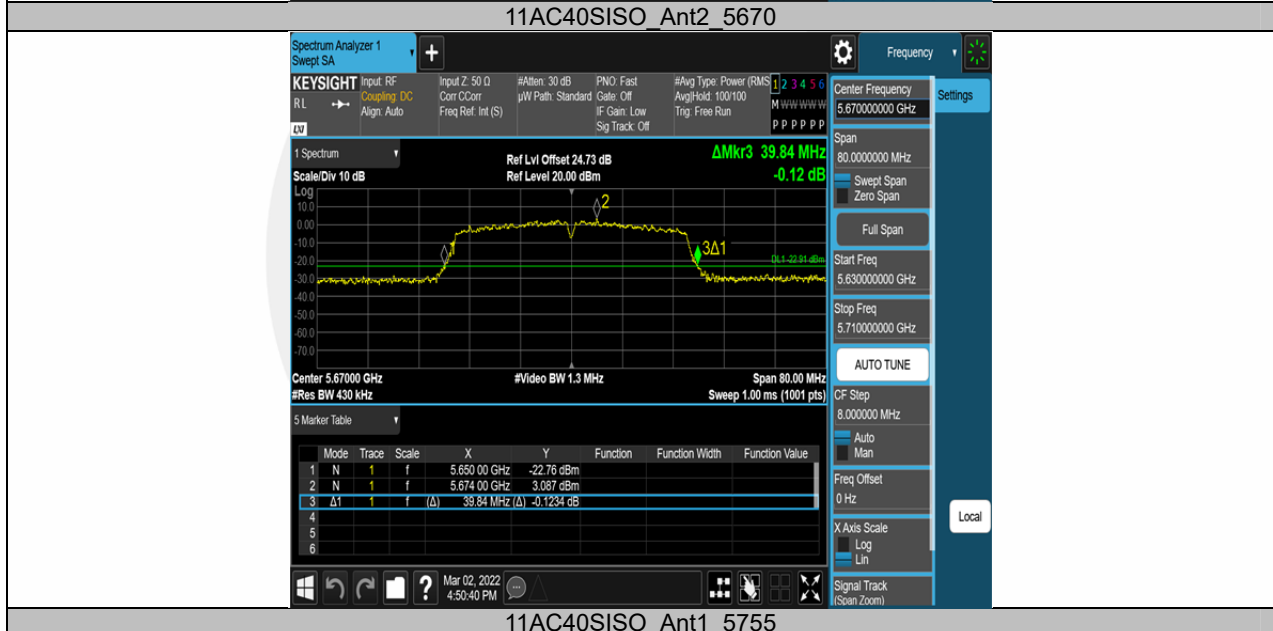 11AC40SISO_Ant2_5670
Spectrum Analyzer 1
Swept SA
Frequency
KEYSIGHT
RL
LXI
Input: RF
Coupling: DC
Align: Auto
Input Z: 50 Ω
Corr CCorr
Freq Ref: Int (S)
#Atten: 30 dB
µW Path: Standard
PNO: Fast
Gate: Off
IF Gain: Low
Sig Track: Off
#Avg Type: Power (RMS
Avg|Hold: 100/100
Trig: Free Run
1 2 3 4 5 6
M W W W W W
P P P P P P
1 Spectrum
Scale/Div 10 dB
Ref Lvl Offset 24.73 dB
Ref Level 20.00 dBm
ΔMkr3 39.84 MHz
-0.12 dB
Log
10.0
0.00
-10.0
-20.0
-30.0
-40.0
-50.0
-60.0
-70.0
1
2
3Δ1
DL1 -22.91 dBm
Center 5.67000 GHz
#Res BW 430 kHz
#Video BW 1.3 MHz
Span 80.00 MHz
Sweep 1.00 ms (1001 pts)
5 Marker Table
Mode Trace Scale X Y Function Function Width Function Value
1 N 1 f 5.650 00 GHz -22.76 dBm
2 N 1 f 5.674 00 GHz 3.087 dBm
3 Δ1 1 f (Δ) 39.84 MHz (Δ) -0.1234 dB
4
5
6
Mar 02, 2022
4:50:40 PM
Center Frequency
5.670000000 GHz
Settings
Span
80.0000000 MHz
Swept Span
Zero Span
Full Span
Start Freq
5.630000000 GHz
Stop Freq
5.710000000 GHz
AUTO TUNE
CF Step
8.000000 MHz
Auto
Man
Freq Offset
0 Hz
X Axis Scale
Log
Lin
Local
Signal Track
(Span Zoom)
11AC40SISO_Ant1_5755